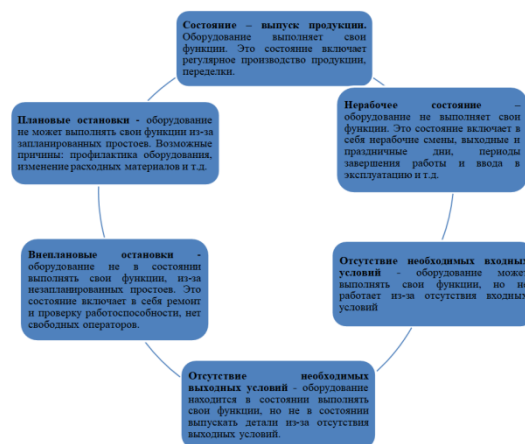 Состояние – выпуск продукции.
Оборудование выполняет свои
функции. Это состояние включает
регулярное производство продукции,
переделки.
Нерабочее состояние –
оборудование не выполняет свои
функции. Это состояние включает в
себя нерабочие смены, выходные и
праздничные дни, периоды
завершения работы и ввода в
эксплуатацию и т.д.
Отсутствие необходимых входных
условий - оборудование может
выполнять свои функции, но не
работает из-за отсутствия входных
условий
Отсутствие необходимых
выходных условий - оборудование
находится в состоянии выполнять
свои функции, но не в состоянии
выпускать детали из-за отсутствия
выходных условий.
Внеплановые остановки -
оборудование не в состоянии
выполнять свои функции, из-за
незапланированных простоев. Это
состояние включает в себя ремонт
и проверку работоспособности, нет
свободных операторов.
Плановые остановки - оборудование
не может выполнять свои функции из-за
запланированных простоев. Возможные
причины: профилактика оборудования,
изменение расходных материалов и т.д.